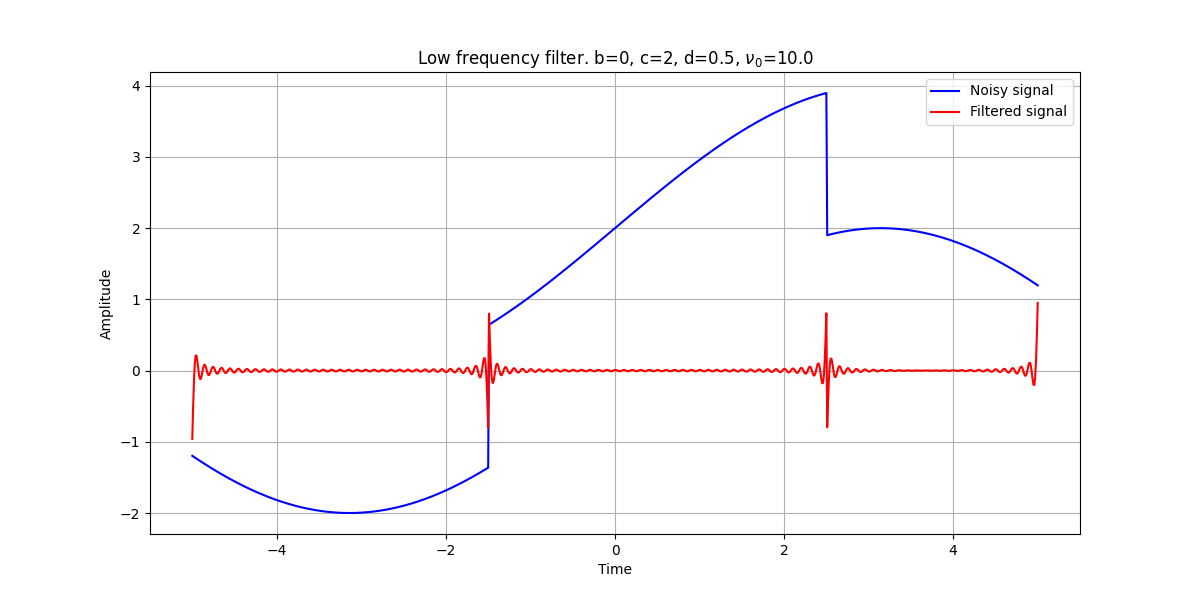 Low frequency filter. b=0, c=2, d=0.5, ν₀=10.0
Noisy signal
Filtered signal
Amplitude
4
3
2
1
0
−1
−2
−4
−2
0
2
4
Time